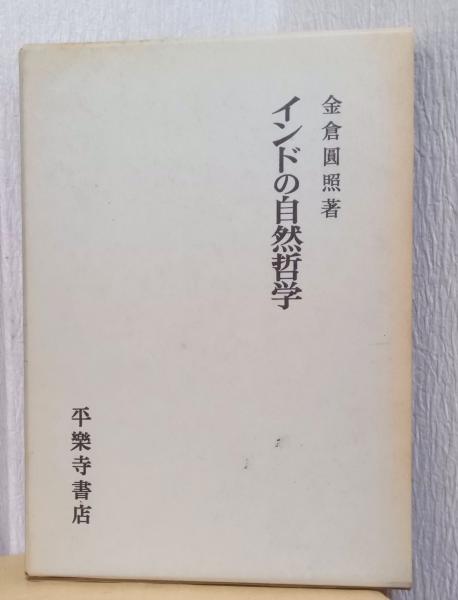 金倉圓照著
インドの自然哲学
平樂寺書店